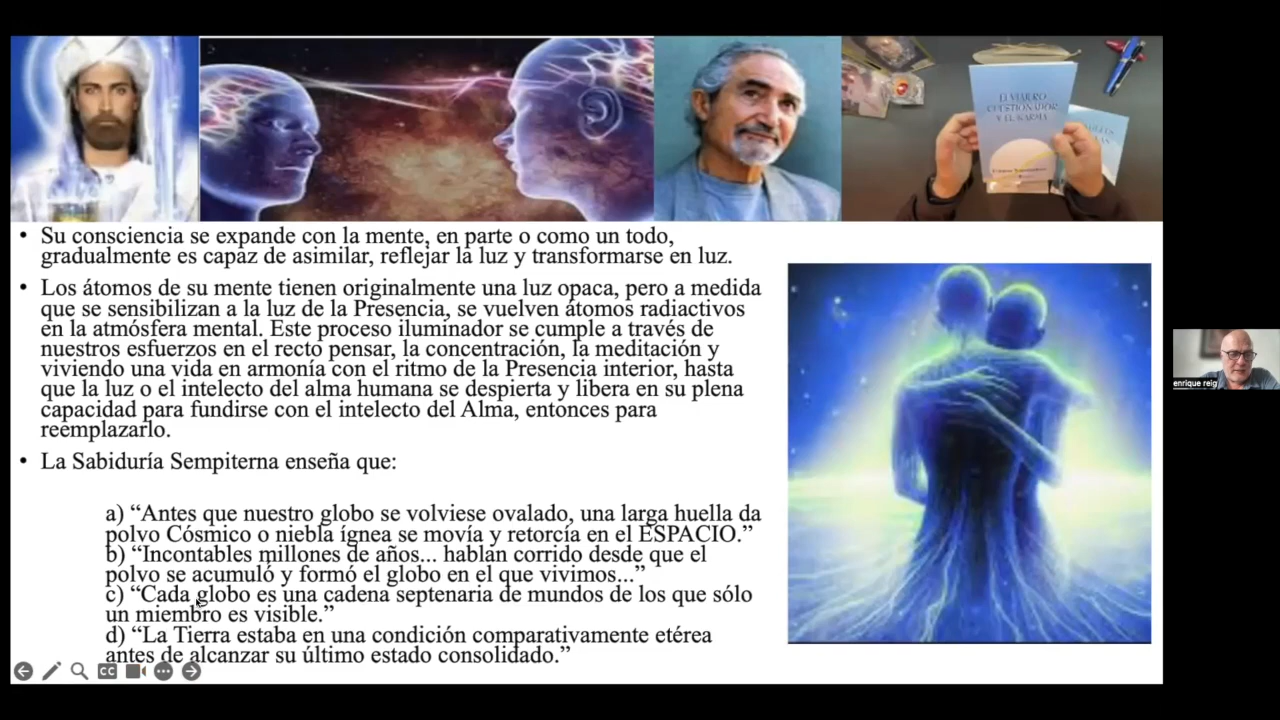 EL VIAJERO
CUESTIONADOR
Y EL KARMA
• Su consciencia se expande con la mente, en parte o como un todo,
gradualmente es capaz de asimilar, reflejar la luz y transformarse en luz.
• Los átomos de su mente tienen originalmente una luz opaca, pero a medida
que se sensibilizan a la luz de la Presencia, se vuelven átomos radiactivos
en la atmósfera mental. Este proceso iluminador se cumple a través de
nuestros esfuerzos en el recto pensar, la concentración, la meditación y
viviendo una vida en armonía con el ritmo de la Presencia interior, hasta
que la luz o el intelecto del alma humana se despierta y libera en su plena
capacidad para fundirse con el intelecto del Alma, entonces para
reemplazarlo.
• La Sabiduría Sempiterna enseña que:
a) “Antes que nuestro globo se volviese ovalado, una larga huella da
polvo Cósmico o niebla ígnea se movía y retorcía en el ESPACIO.”
b) “Incontables millones de años... habían corrido desde que el
polvo se acumuló y formó el globo en el que vivimos...”
c) “Cada globo es una cadena septenaria de mundos de los que sólo
un miembro es visible.”
d) “La Tierra estaba en una condición comparativamente etérea
antes de alcanzar su último estado consolidado.”
CC
enrique reig